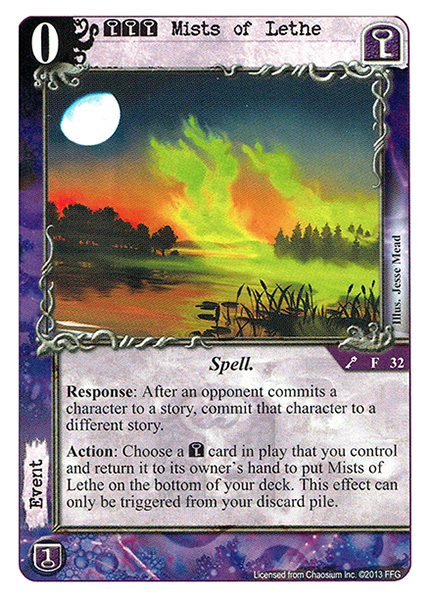 0 Mists of Lethe
Illus. Jesse Mead
Spell.
F 32
Response: After an opponent commits a
character to a story, commit that character to a
different story.
Action: Choose a card in play that you control
and return it to its owner's hand to put Mists of
Lethe on the bottom of your deck. This effect can
only be triggered from your discard pile.
Event
1
Licensed from Chaosium Inc. ©2013 FFG